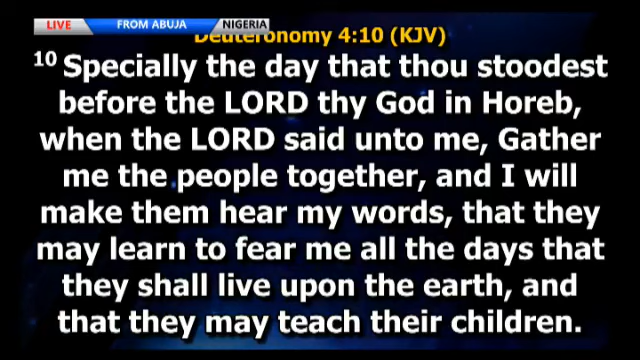 LIVE FROM ABUJA NIGERIA
Deuteronomy 4:10 (KJV)
10 Specially the day that thou stoodest
before the LORD thy God in Horeb,
when the LORD said unto me, Gather
me the people together, and I will
make them hear my words, that they
may learn to fear me all the days that
they shall live upon the earth, and
that they may teach their children.